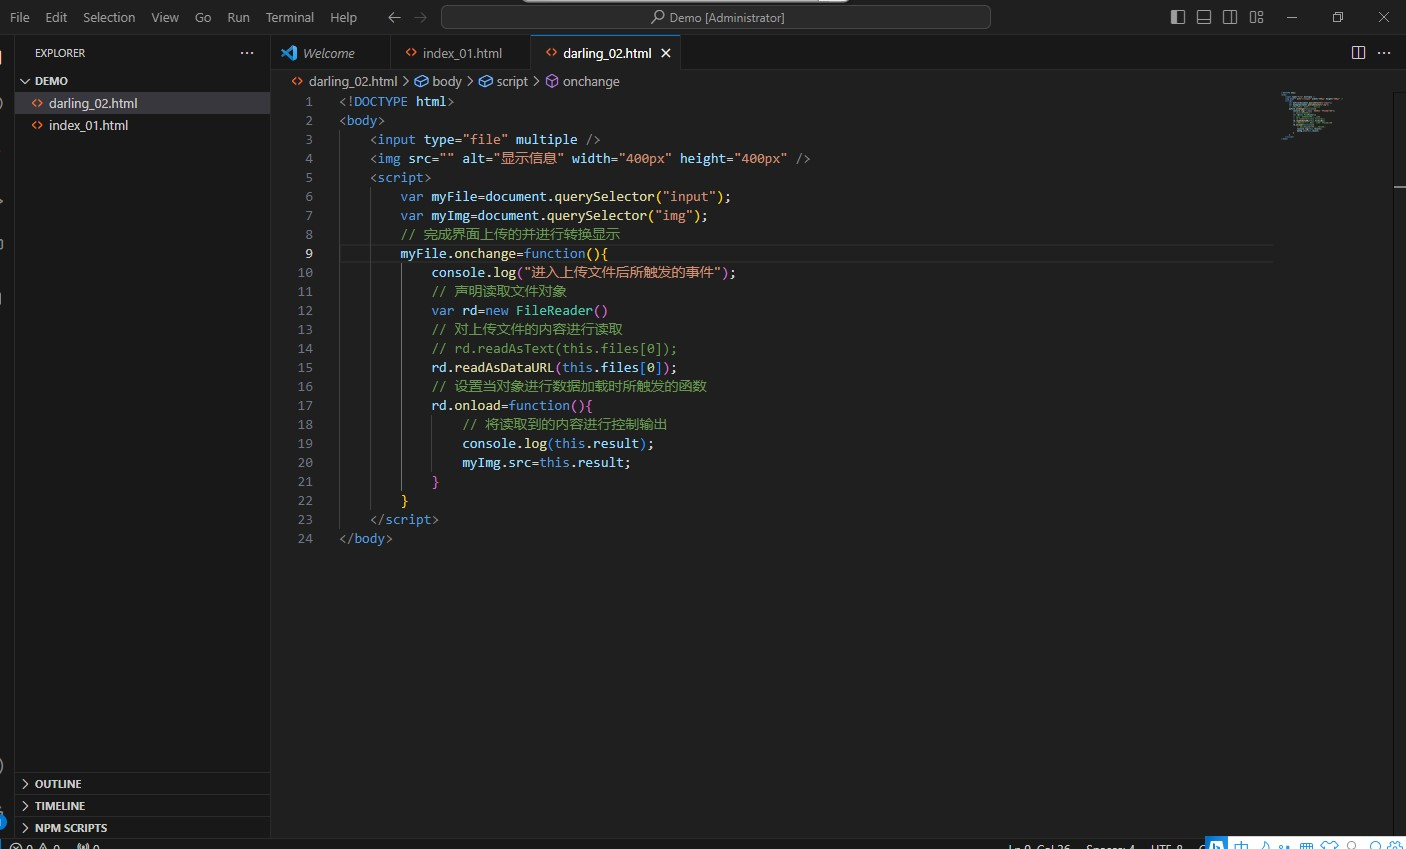 File Edit Selection View Go Run Terminal Help
Demo [Administrator]
EXPLORER
Welcome
index_01.html
darling_02.html
DEMO
darling_02.html
index_01.html
darling_02.html > body > script > onchange
1 <!DOCTYPE html>
2 <body>
3 <input type="file" multiple />
4 <img src="" alt="显示信息" width="400px" height="400px" />
5 <script>
6 var myFile=document.querySelector("input");
7 var myImg=document.querySelector("img");
8 // 完成界面上传的并进行转换显示
9 myFile.onchange=function(){
10 console.log("进入上传文件后所触发的事件");
11 // 声明读取文件对象
12 var rd=new FileReader()
13 // 对上传文件的内容进行读取
14 // rd.readAsText(this.files[0]);
15 rd.readAsDataURL(this.files[0]);
16 // 设置当对象进行数据加载时所触发的函数
17 rd.onload=function(){
18 // 将读取到的内容进行控制输出
19 console.log(this.result);
20 myImg.src=this.result;
21 }
22 }
23 </script>
24 </body>
OUTLINE
TIMELINE
NPM SCRIPTS